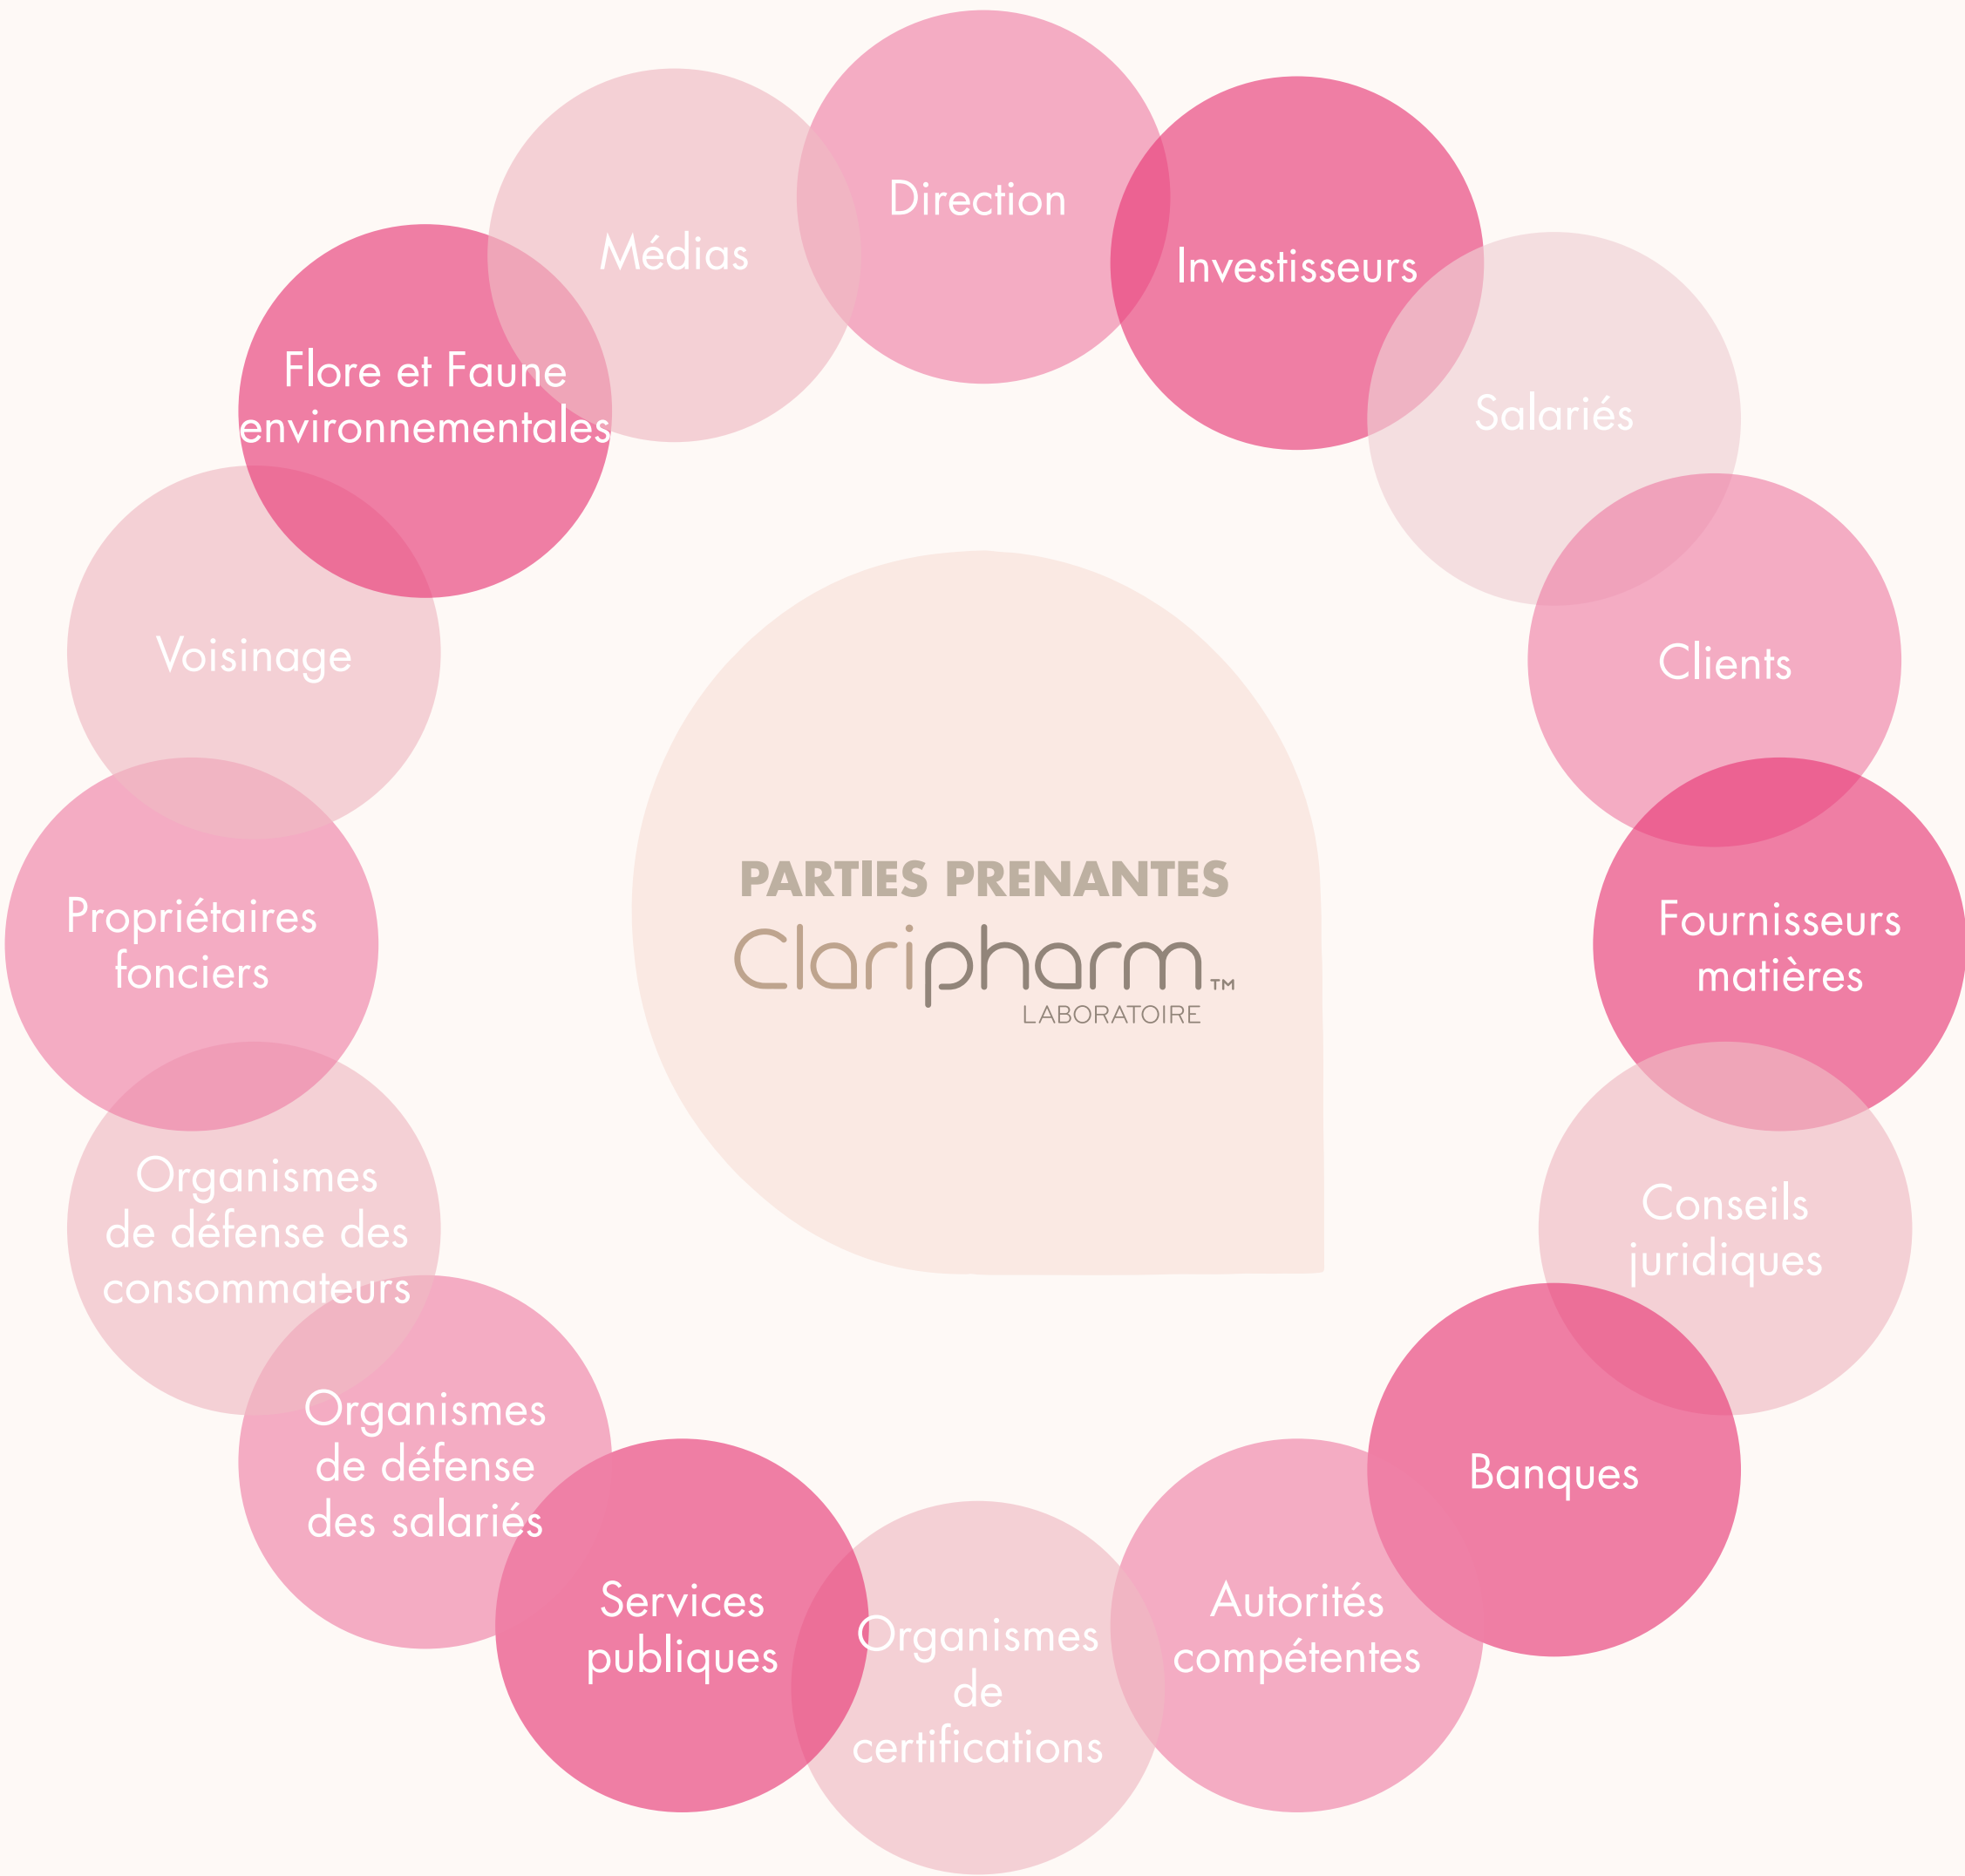 Direction
Investisseurs
Salariés
Clients
Fournisseurs
matières
Conseils
juridiques
Banques
Autorités
compétentes
Organismes
de
certifications
Services
publiques
Organismes
de défense
des salariés
Organismes
de défense des
consommateurs
Propriétaires
fonciers
Voisinage
Flore et Faune
environnementales
Médias
PARTIES PRENANTES
Claripharm™
LABORATOIRE